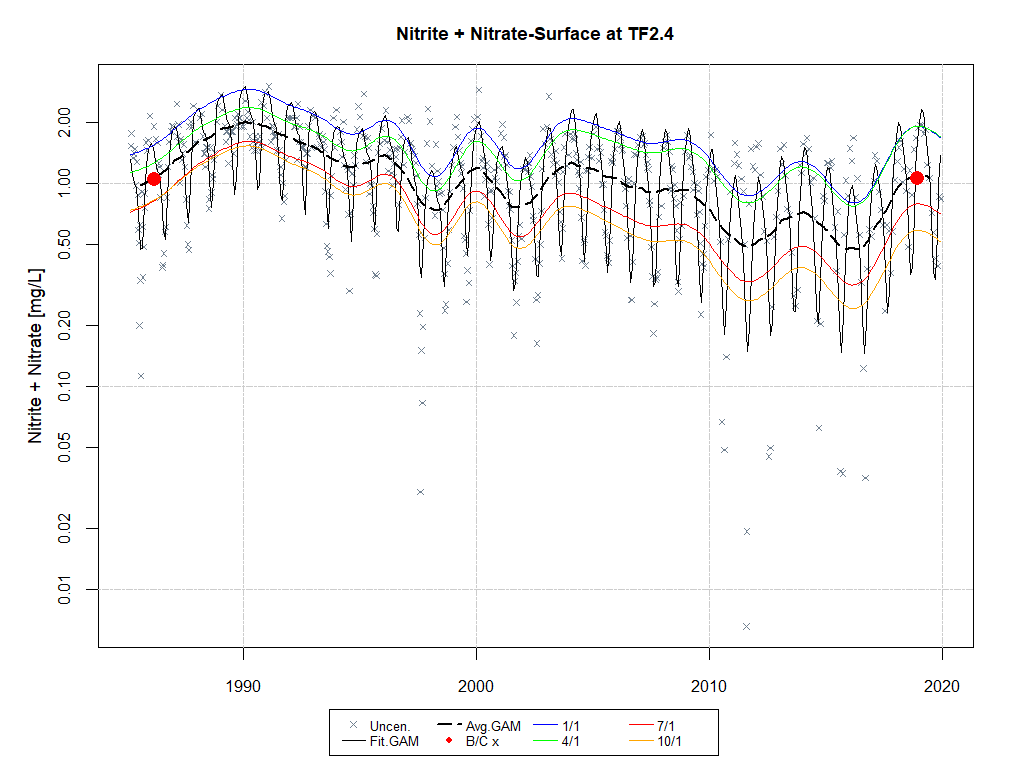 Nitrite + Nitrate-Surface at TF2.4
Nitrite + Nitrate [mg/L]
2.00
1.00
0.50
0.20
0.10
0.05
0.02
0.01
1990 2000 2010 2020
Uncen. Avg.GAM 1/1 7/1
Fit.GAM B/C x 4/1 10/1